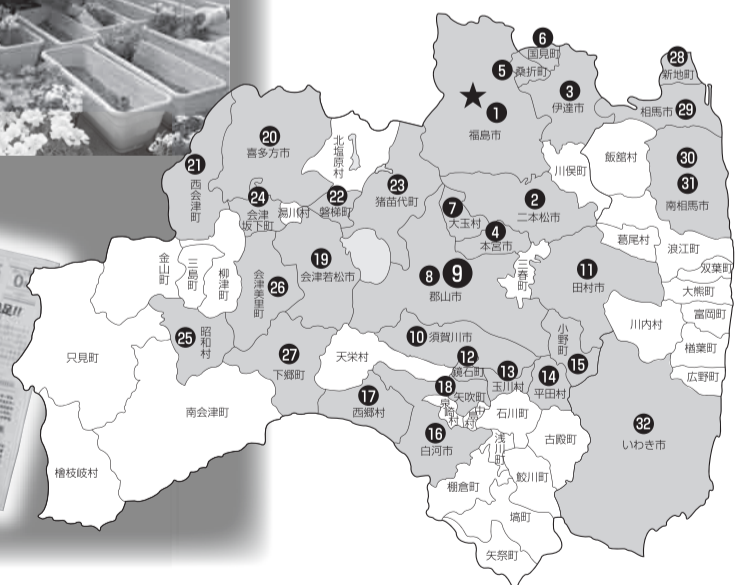 6
国見町
5
桑折町
3
伊達市
28
新地町
★
1
福島市
相馬市 29
20
喜多方市
北塩原村
川俣町
飯舘村
30
31
南相馬市
21
西会津町
23
猪苗代町
24
会津坂下町
湯川村
22
磐梯町
7
大玉村
2
二本松市
4
本宮市
葛尾村
浪江町
双葉町
19
会津若松市
三春町
11
田村市
大熊町
8 9
郡山市
富岡町
金山町
三島町
柳津町
会津美里町
26
川内村
楢葉町
広野町
25
昭和村
10 須賀川市
小野町
只見町
27
下郷町
天栄村
12
鏡石町
13
玉川村
14
平田村
15
17
西郷村
18
矢吹町
泉崎村
中島村
石川町
南会津町
16
白河市
浅川町
古殿町
32
いわき市
檜枝岐村
棚倉町
鮫川村
塙町
矢祭町